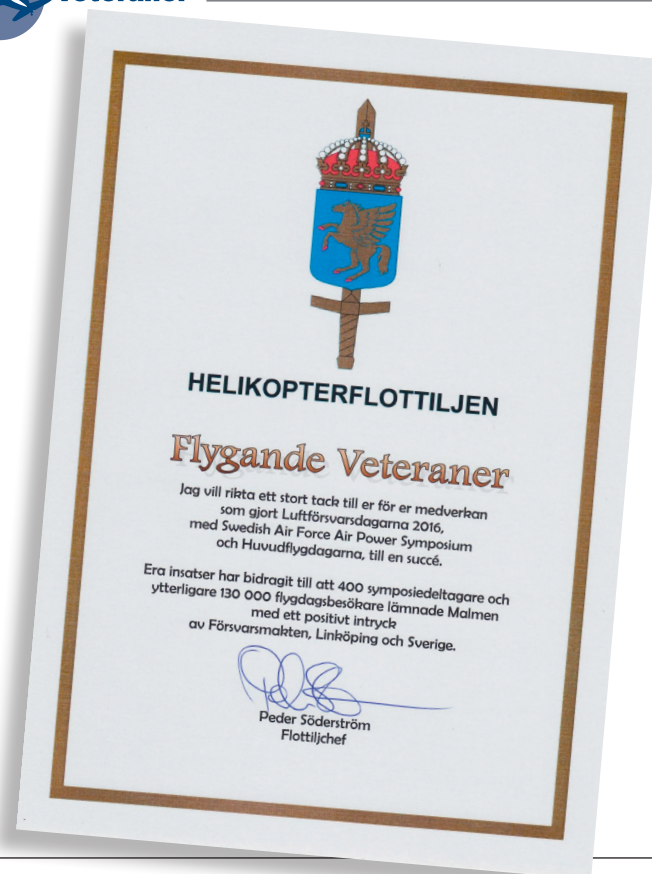 HELIKOPTERFLOTTILJEN
Flygande Veteraner
Jag vill rikta ett stort tack till er för er medverkan
som gjort Luftförsvarsdagarna 2016,
med Swedish Air Force Air Power Symposium
och Huvudflygdagarna, till en succé.
Era insatser har bidragit till att 400 symposiedeltagare och
ytterligare 130 000 flygdagsbesökare lämnade Malmen
med ett positivt intryck
av Försvarsmakten, Linköping och Sverige.
Peder Söderström
Flottiljchef